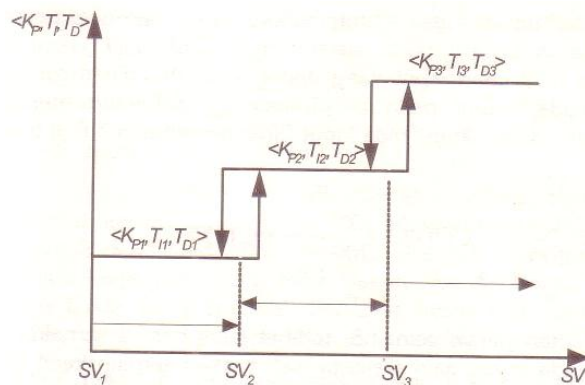 <K_P, T_I, T_D>
<K_P3, T_I3, T_D3>
<K_P2, T_I2, T_D2>
<K_P1, T_I1, T_D1>
SV_1 SV_2 SV_3 SV